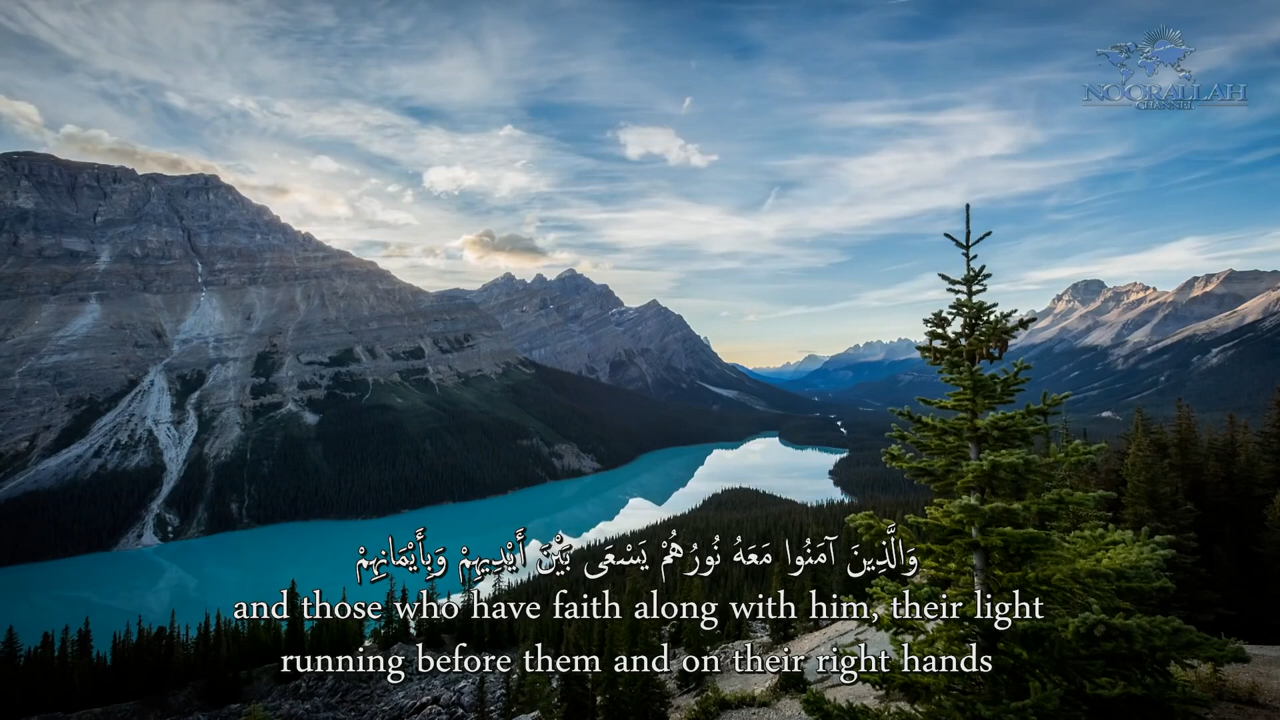 NOORALLAH
CHANNEL
وَالَّذِينَ آمَنُوا مَعَهُ نُورُهُمْ يَسْعَى بَيْنَ أَيْدِيهِمْ وَبِأَيْمَانِهِمْ
and those who have faith along with him, their light
running before them and on their right hands